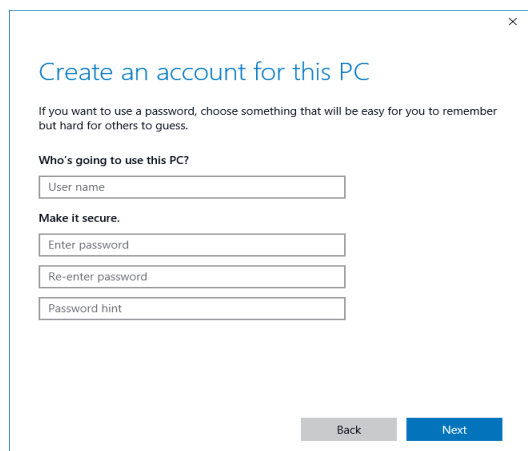 Create an account for this PC
If you want to use a password, choose something that will be easy for you to remember
but hard for others to guess.
Who's going to use this PC?
User name
Make it secure.
Enter password
Re-enter password
Password hint
Back Next